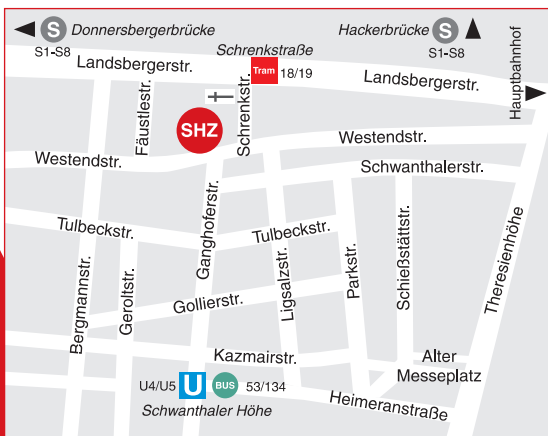 Donnersbergerbrücke
S
S1-S8
Hackerbrücke
S
S1-S8
Schrenkstraße
Landsbergerstr.
Tram
18/19
Landsbergerstr.
Hauptbahnhof
Fäustlestr.
SHZ
Schrenkstr.
Westendstr.
Westendstr.
Schwanthalerstr.
Tulbeckstr.
Ganghoferstr.
Tulbeckstr.
Bergmannstr.
Geroltstr.
Gollierstr.
Ligsalzstr.
Parkstr.
Schießstättstr.
Theresienhöhe
Kazmairstr.
Alter
Messeplatz
U4/U5
U
BUS
53/134
Heimeranstraße
Schwanthaler Höhe